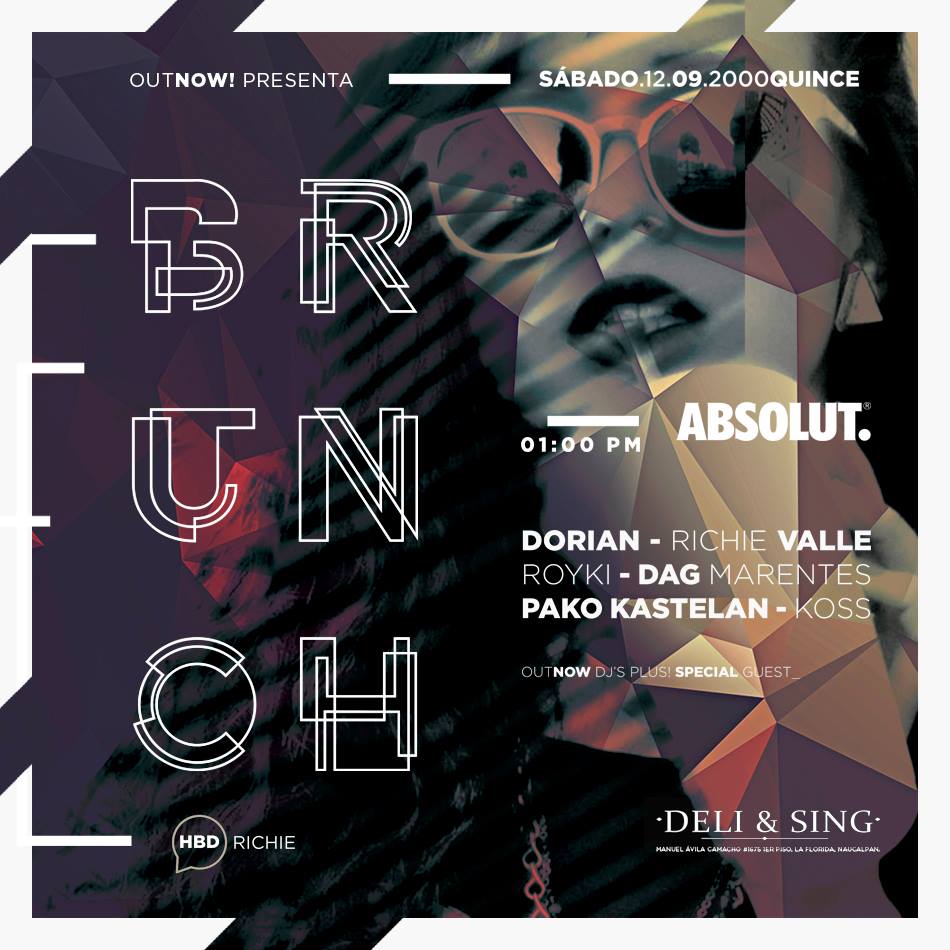 OUTNOW! PRESENTA
SÁBADO.12.09.2000QUINCE
BR
UN
CH
01:00 PM
ABSOLUT.®
DORIAN - RICHIE VALLE
ROYKI - DAG MARENTES
PAKO KASTELAN - KOSS
OUTNOW DJ'S PLUS! SPECIAL GUEST_
HBD RICHIE
·DELI & SING·
MANUEL ÁVILA CAMACHO #1675 1ER PISO, LA FLORIDA, NAUCALPAN.